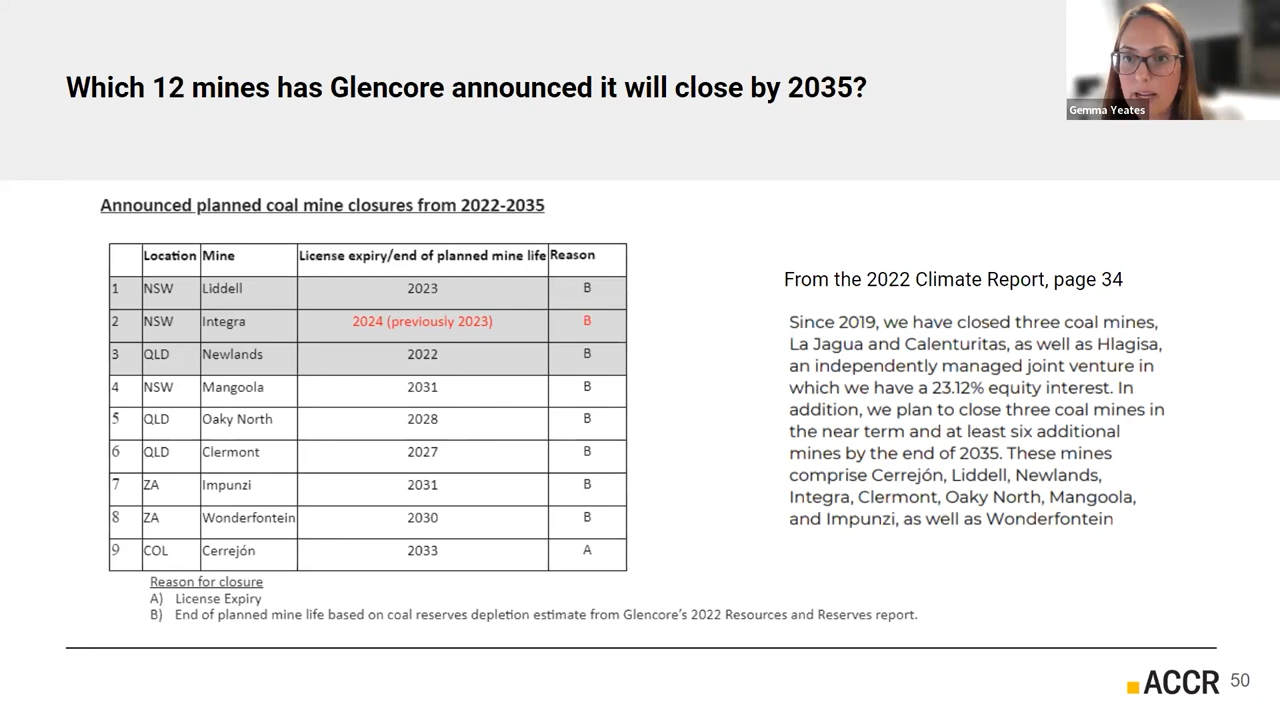 Which 12 mines has Glencore announced it will close by 2035?
Gemma Yeates
Announced planned coal mine closures from 2022-2035
Location Mine License expiry/end of planned mine life Reason
1 NSW Liddell 2023 B
2 NSW Integra 2024 (previously 2023) B
3 QLD Newlands 2022 B
4 NSW Mangoola 2031 B
5 QLD Oaky North 2028 B
6 QLD Clermont 2027 B
7 ZA Impunzi 2031 B
8 ZA Wonderfontein 2030 B
9 COL Cerrejón 2033 A
Reason for closure
A) License Expiry
B) End of planned mine life based on coal reserves depletion estimate from Glencore's 2022 Resources and Reserves report.
From the 2022 Climate Report, page 34
Since 2019, we have closed three coal mines,
La Jagua and Calenturitas, as well as Hlagisa,
an independently managed joint venture in
which we have a 23.12% equity interest. In
addition, we plan to close three coal mines in
the near term and at least six additional
mines by the end of 2035. These mines
comprise Cerrejón, Liddell, Newlands,
Integra, Clermont, Oaky North, Mangoola,
and Impunzi, as well as Wonderfontein
ACCR 50